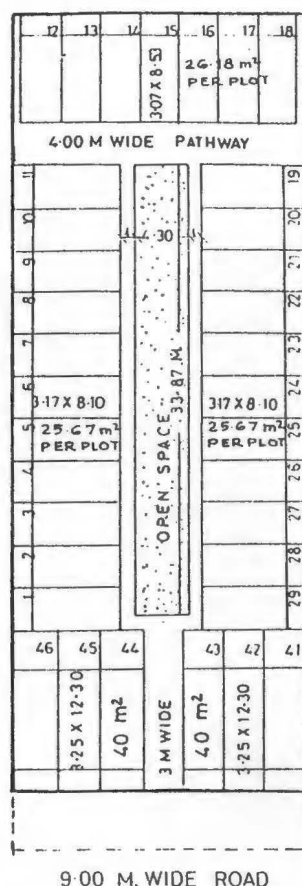 12 13 14 15 16 17 18
3·07 X 8·53
26·18 m²
PER PLOT
4·00 M WIDE PATHWAY
11
10
9
8
7
6
5
4
3
2
1
19
20
21
22
23
24
25
26
27
28
29
·30
OPEN SPACE
33·87 M
3·17 X 8·10
25·67 m²
PER PLOT
3·17 X 8·10
25·67 m²
PER PLOT
46 45 44
43 42 41
3·25 X 12·30
40 m²
3 M WIDE
40 m²
3·25 X 12·30
9·00 M. WIDE ROAD